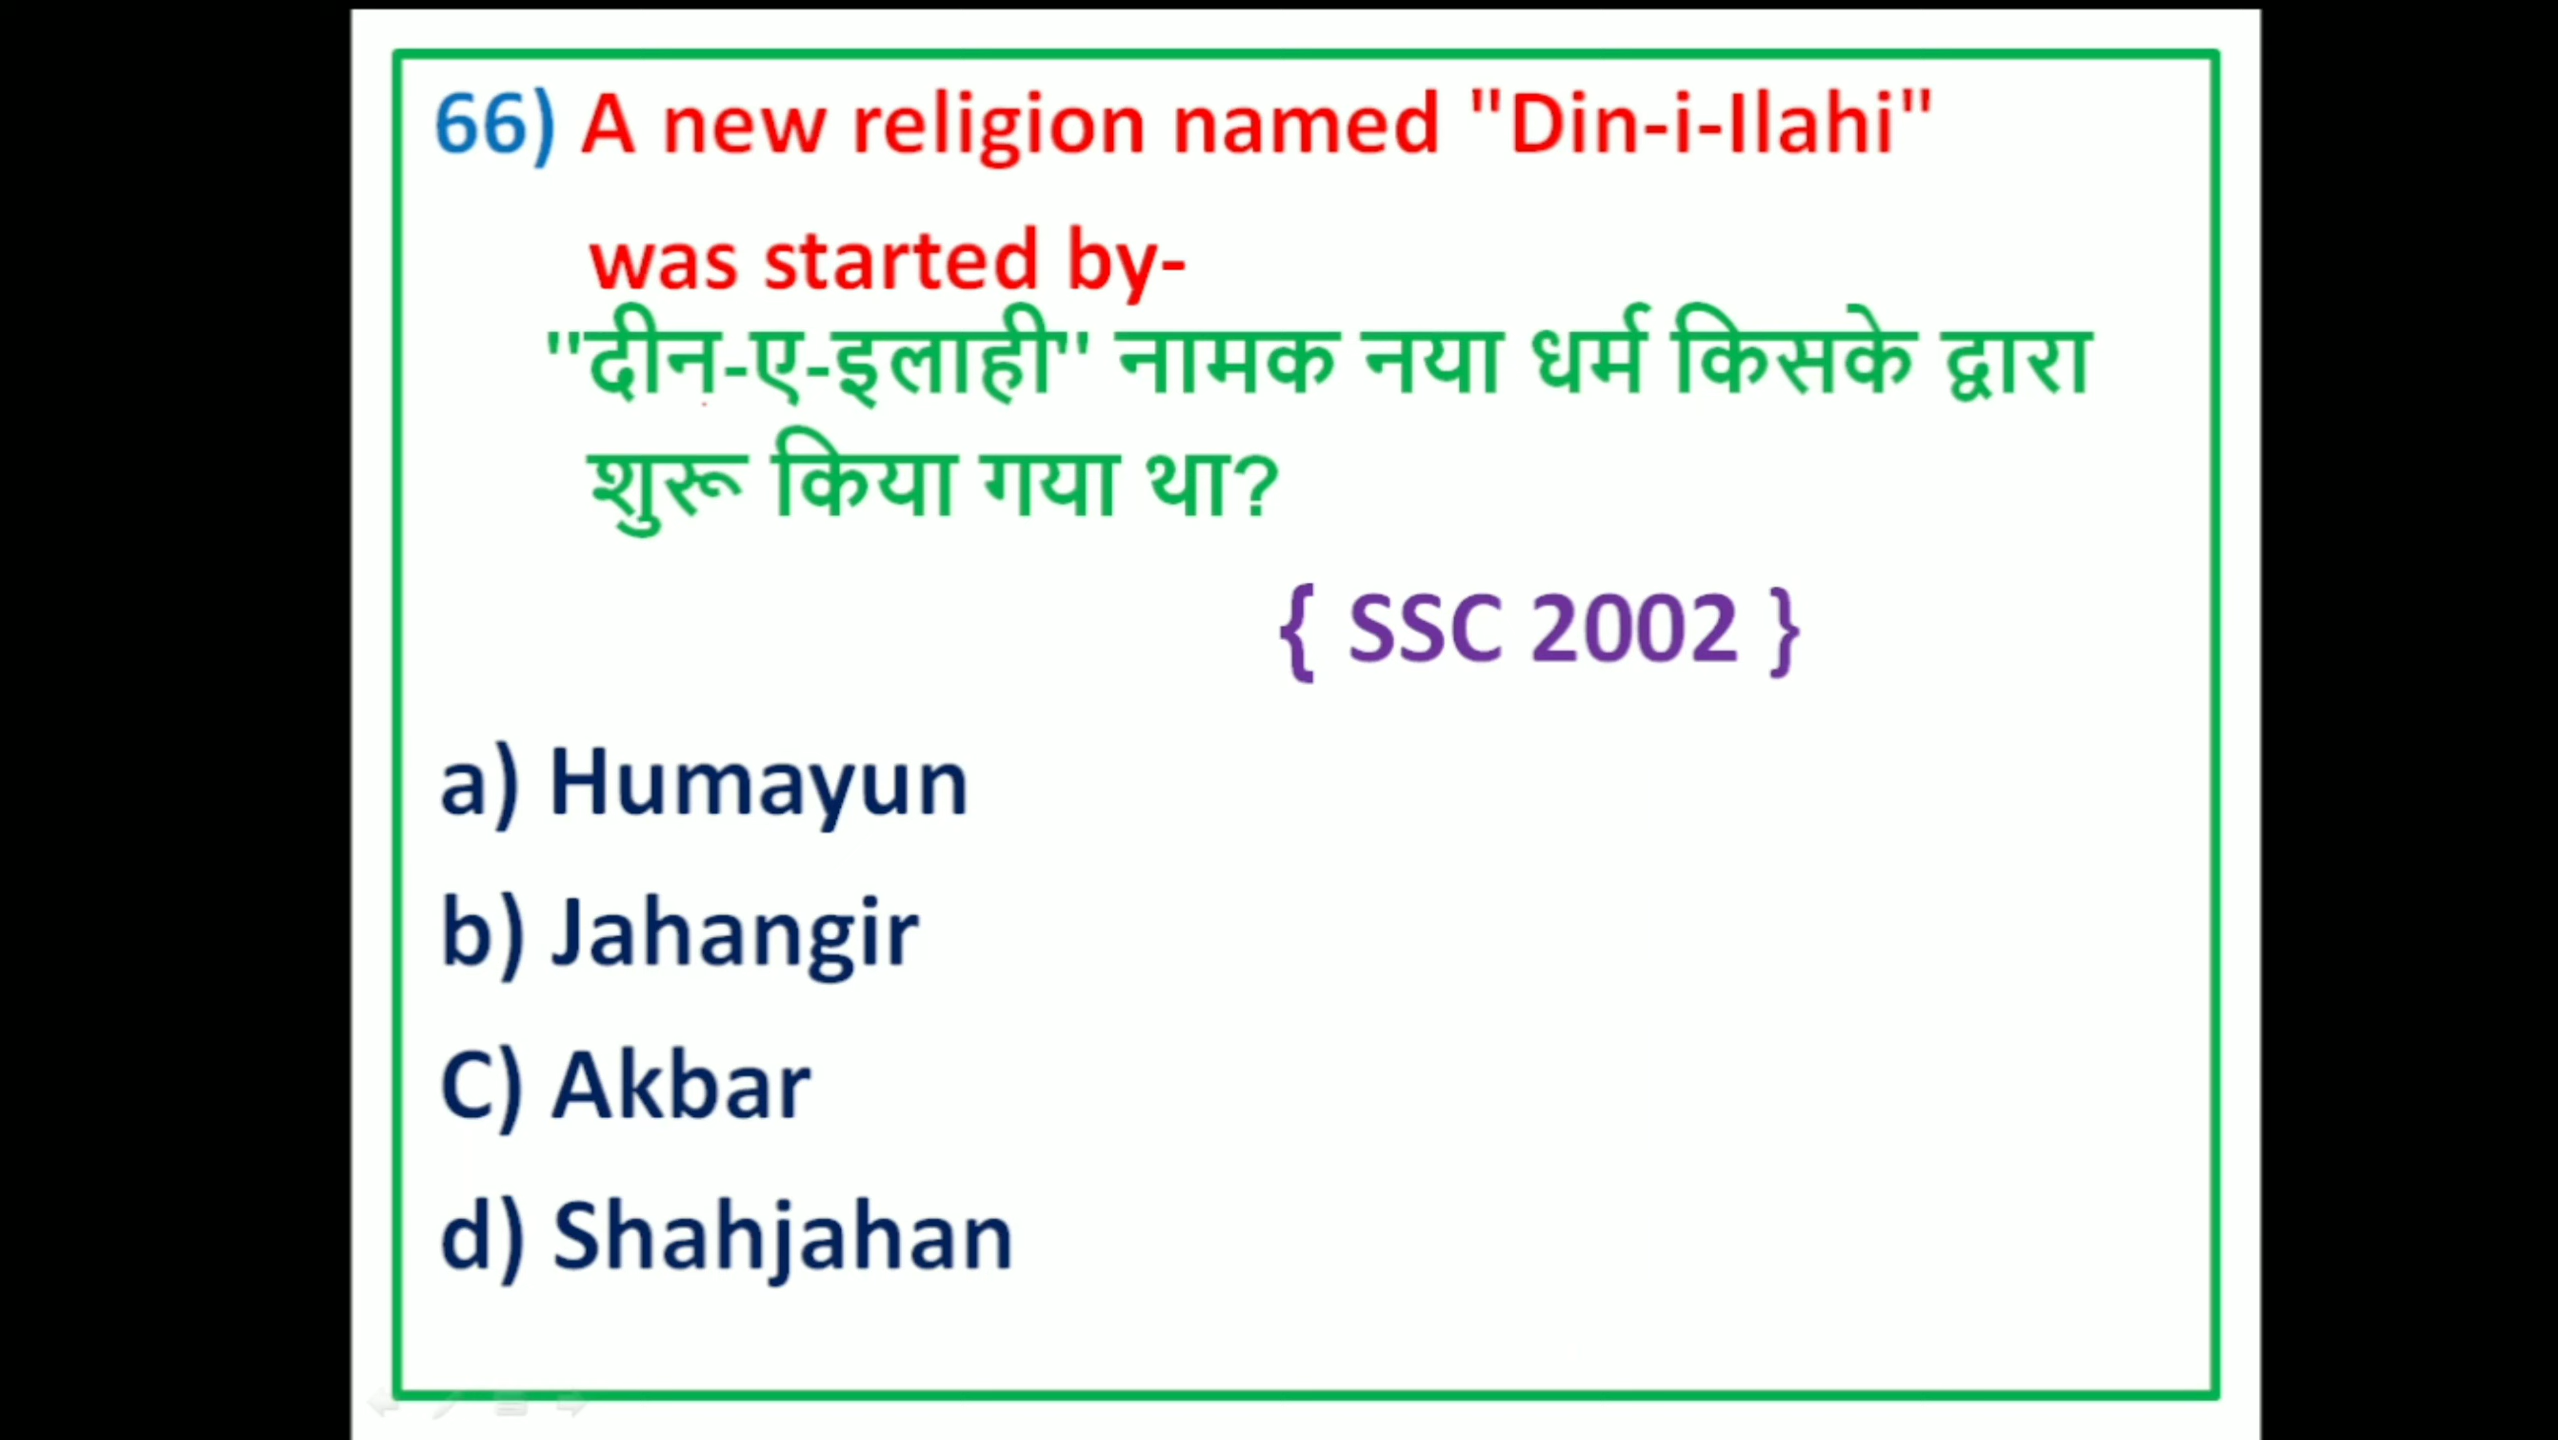 66) A new religion named "Din-i-Ilahi"
was started by-
"दीन-ए-इलाही" नामक नया धर्म किसके द्वारा
शुरू किया गया था?
{ SSC 2002 }
a) Humayun
b) Jahangir
C) Akbar
d) Shahjahan